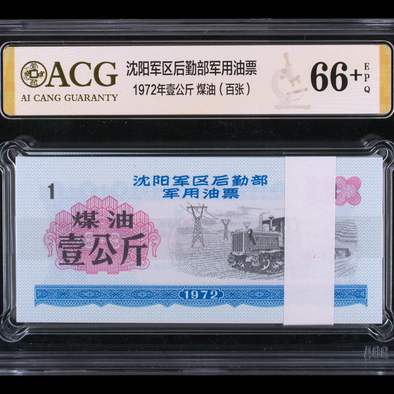 ACG
AI CANG GUARANTY
沈阳军区后勤部军用油票
1972年壹公斤 煤油（百张）
66+
EPQ
1
沈阳军区后勤部
军用油票
煤油
壹公斤
1972